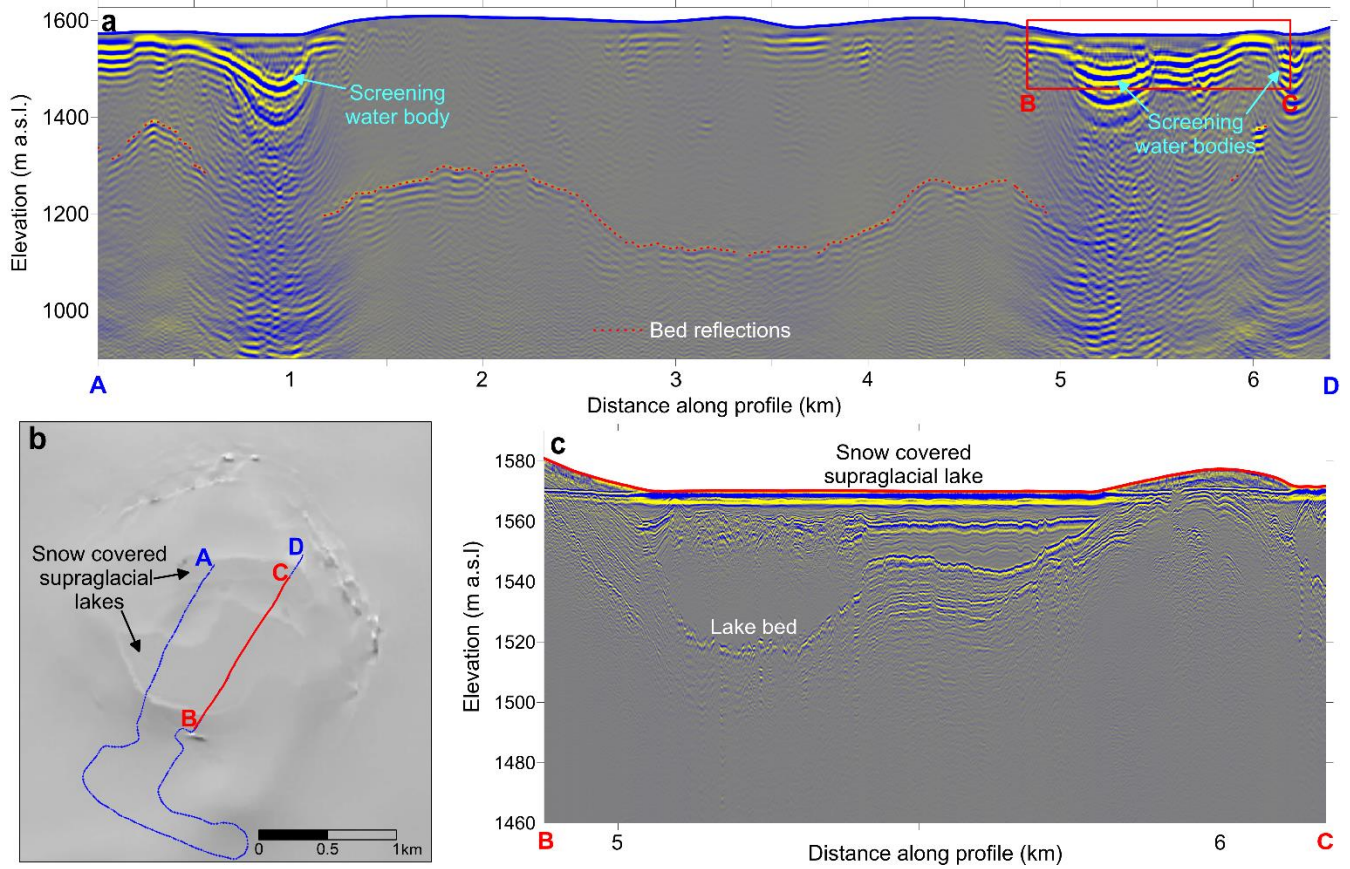 a
1600
1400
1200
1000
Elevation (m a.s.l.)
Screening
water body
B
C
Screening
water bodies
Bed reflections
A
1
2
3
4
5
6
D
Distance along profile (km)
b
Snow covered
supraglacial
lakes
A
D
C
B
0
0.5
1km
c
Snow covered
supraglacial lake
1580
1560
1540
1520
1500
1480
1460
Elevation (m a.s.l)
Lake bed
B
5
6
C
Distance along profile (km)